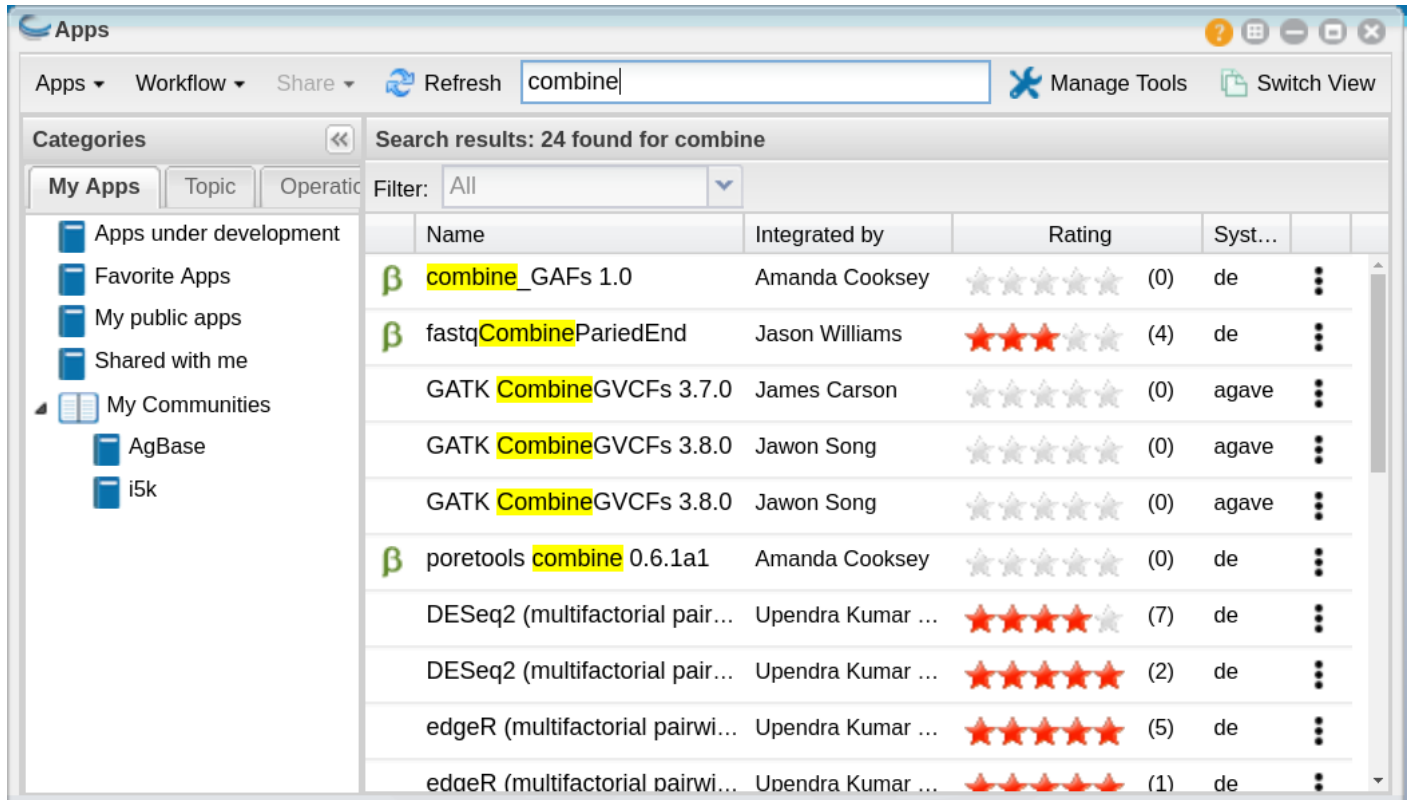 Apps
?
Apps Workflow Share Refresh combine Manage Tools Switch View
Categories
Search results: 24 found for combine
My Apps Topic Operatic
Filter: All
Apps under development
Favorite Apps
My public apps
Shared with me
My Communities
AgBase
i5k
Name Integrated by Rating Syst...
β combine_GAFs 1.0 Amanda Cooksey (0) de
β fastqCombinePariedEnd Jason Williams (4) de
GATK CombineGVCFs 3.7.0 James Carson (0) agave
GATK CombineGVCFs 3.8.0 Jawon Song (0) agave
GATK CombineGVCFs 3.8.0 Jawon Song (0) agave
β poretools combine 0.6.1a1 Amanda Cooksey (0) de
DESeq2 (multifactorial pair... Upendra Kumar ... (7) de
DESeq2 (multifactorial pair... Upendra Kumar ... (2) de
edgeR (multifactorial pairwi... Upendra Kumar ... (5) de
edgeR (multifactorial pairwi... Upendra Kumar ... (1) de